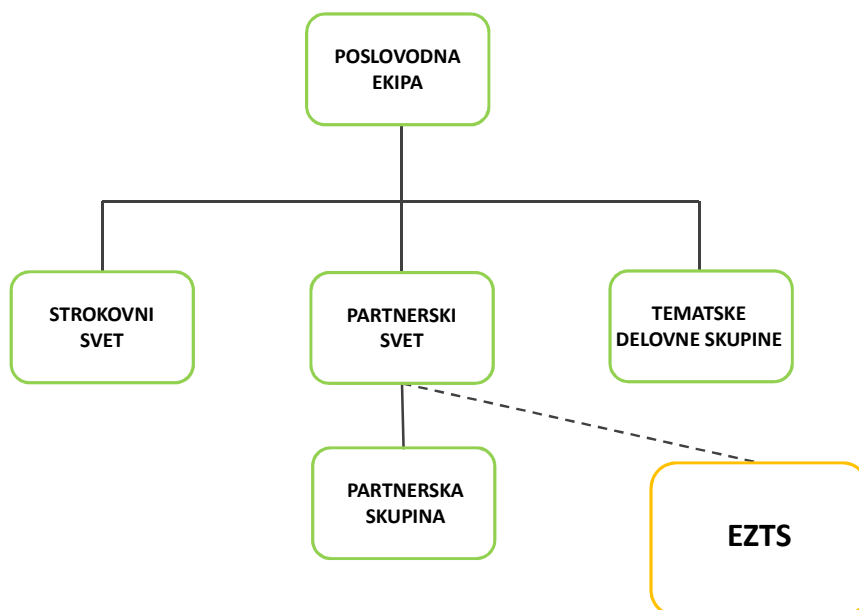 POSLOVODNA
EKIPA
STROKOVNI
SVET
PARTNERSKI
SVET
TEMATSKE
DELOVNE SKUPINE
PARTNERSKA
SKUPINA
EZTS